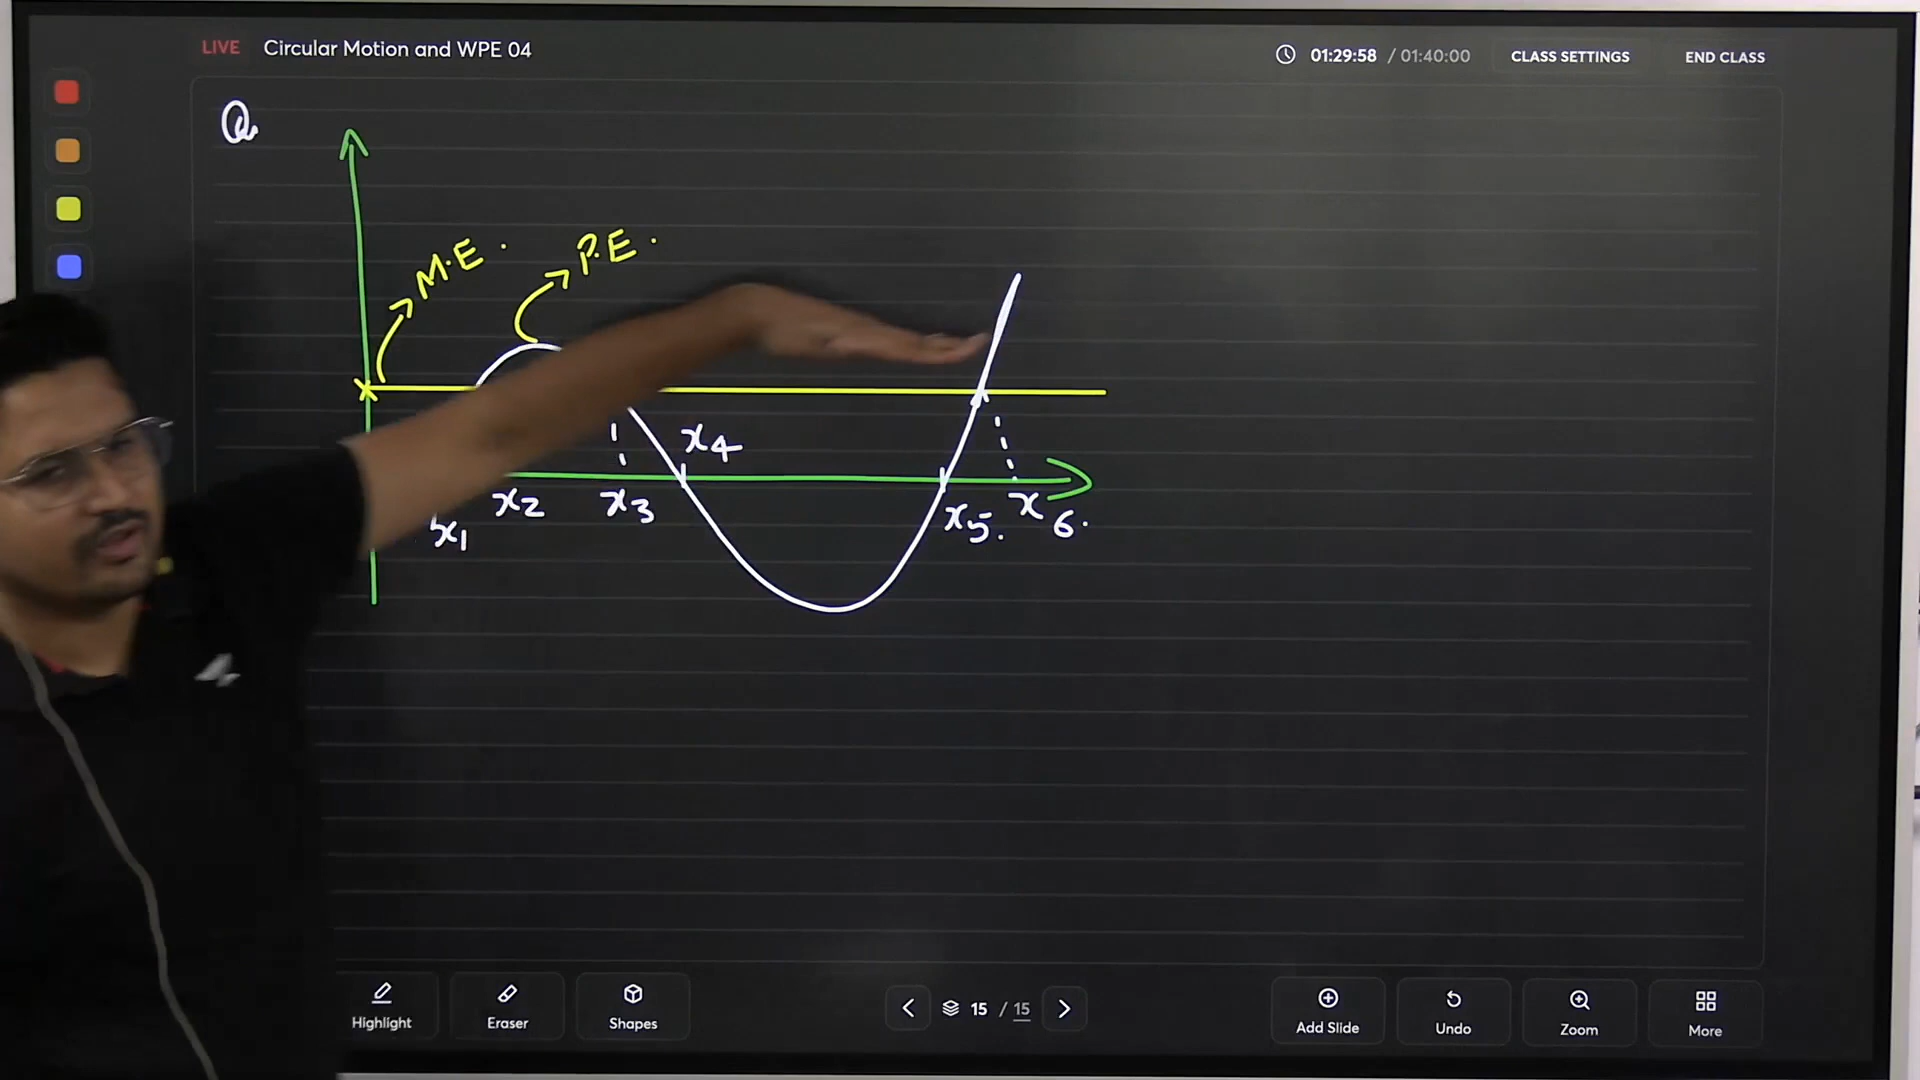 LIVE Circular Motion and WPE 04
01:29:58 / 01:40:00 CLASS SETTINGS END CLASS
Q
M.E.
P.E.
x4
x1 x2 x3 x5. x6.
Highlight Eraser Shapes
15 / 15
Add Slide Undo Zoom More